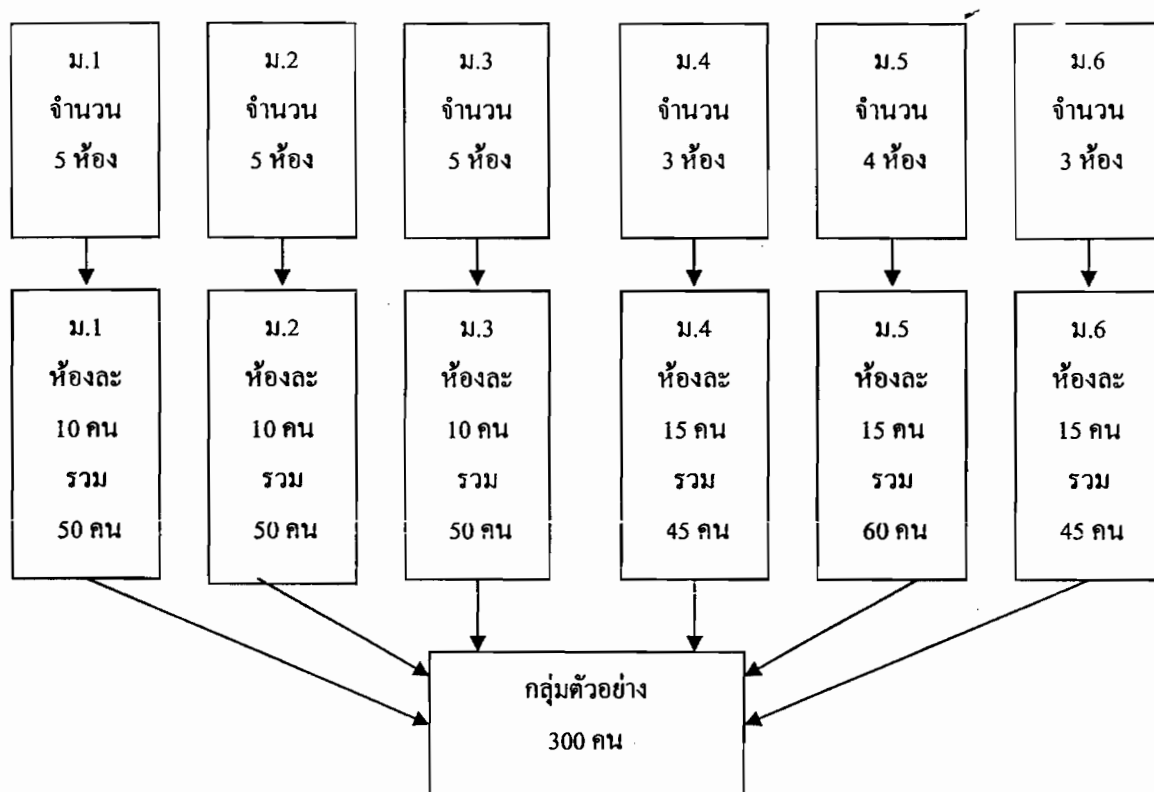 ม.1
จำนวน
5 ห้อง
ม.2
จำนวน
5 ห้อง
ม.3
จำนวน
5 ห้อง
ม.4
จำนวน
3 ห้อง
ม.5
จำนวน
4 ห้อง
ม.6
จำนวน
3 ห้อง
ม.1
ห้องละ
10 คน
รวม
50 คน
ม.2
ห้องละ
10 คน
รวม
50 คน
ม.3
ห้องละ
10 คน
รวม
50 คน
ม.4
ห้องละ
15 คน
รวม
45 คน
ม.5
ห้องละ
15 คน
รวม
60 คน
ม.6
ห้องละ
15 คน
รวม
45 คน
กลุ่มตัวอย่าง
300 คน